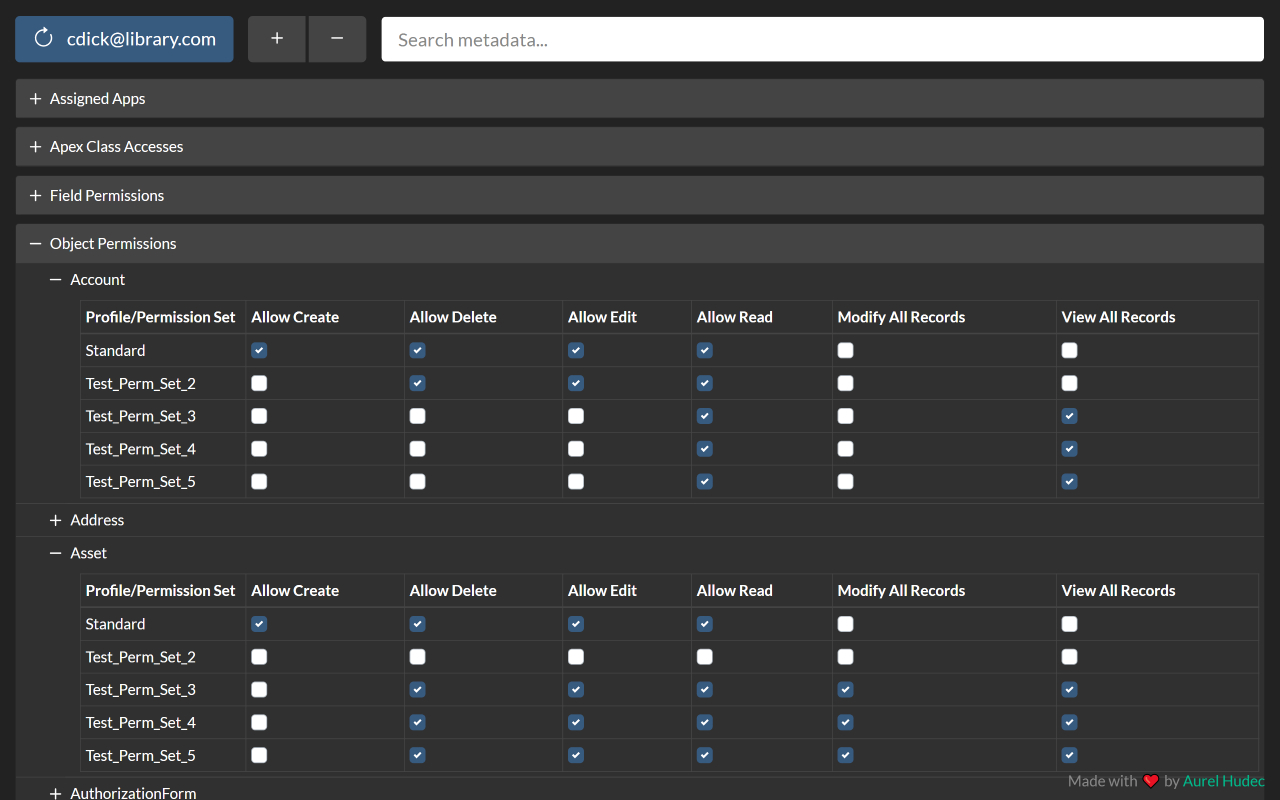 cdick@library.com + − Search metadata...
+ Assigned Apps
+ Apex Class Accesses
+ Field Permissions
− Object Permissions
− Account
Profile/Permission Set Allow Create Allow Delete Allow Edit Allow Read Modify All Records View All Records
Standard
Test_Perm_Set_2
Test_Perm_Set_3
Test_Perm_Set_4
Test_Perm_Set_5
+ Address
− Asset
Profile/Permission Set Allow Create Allow Delete Allow Edit Allow Read Modify All Records View All Records
Standard
Test_Perm_Set_2
Test_Perm_Set_3
Test_Perm_Set_4
Test_Perm_Set_5
Made with ❤️ by Aurel Hudec
+ AuthorizationForm